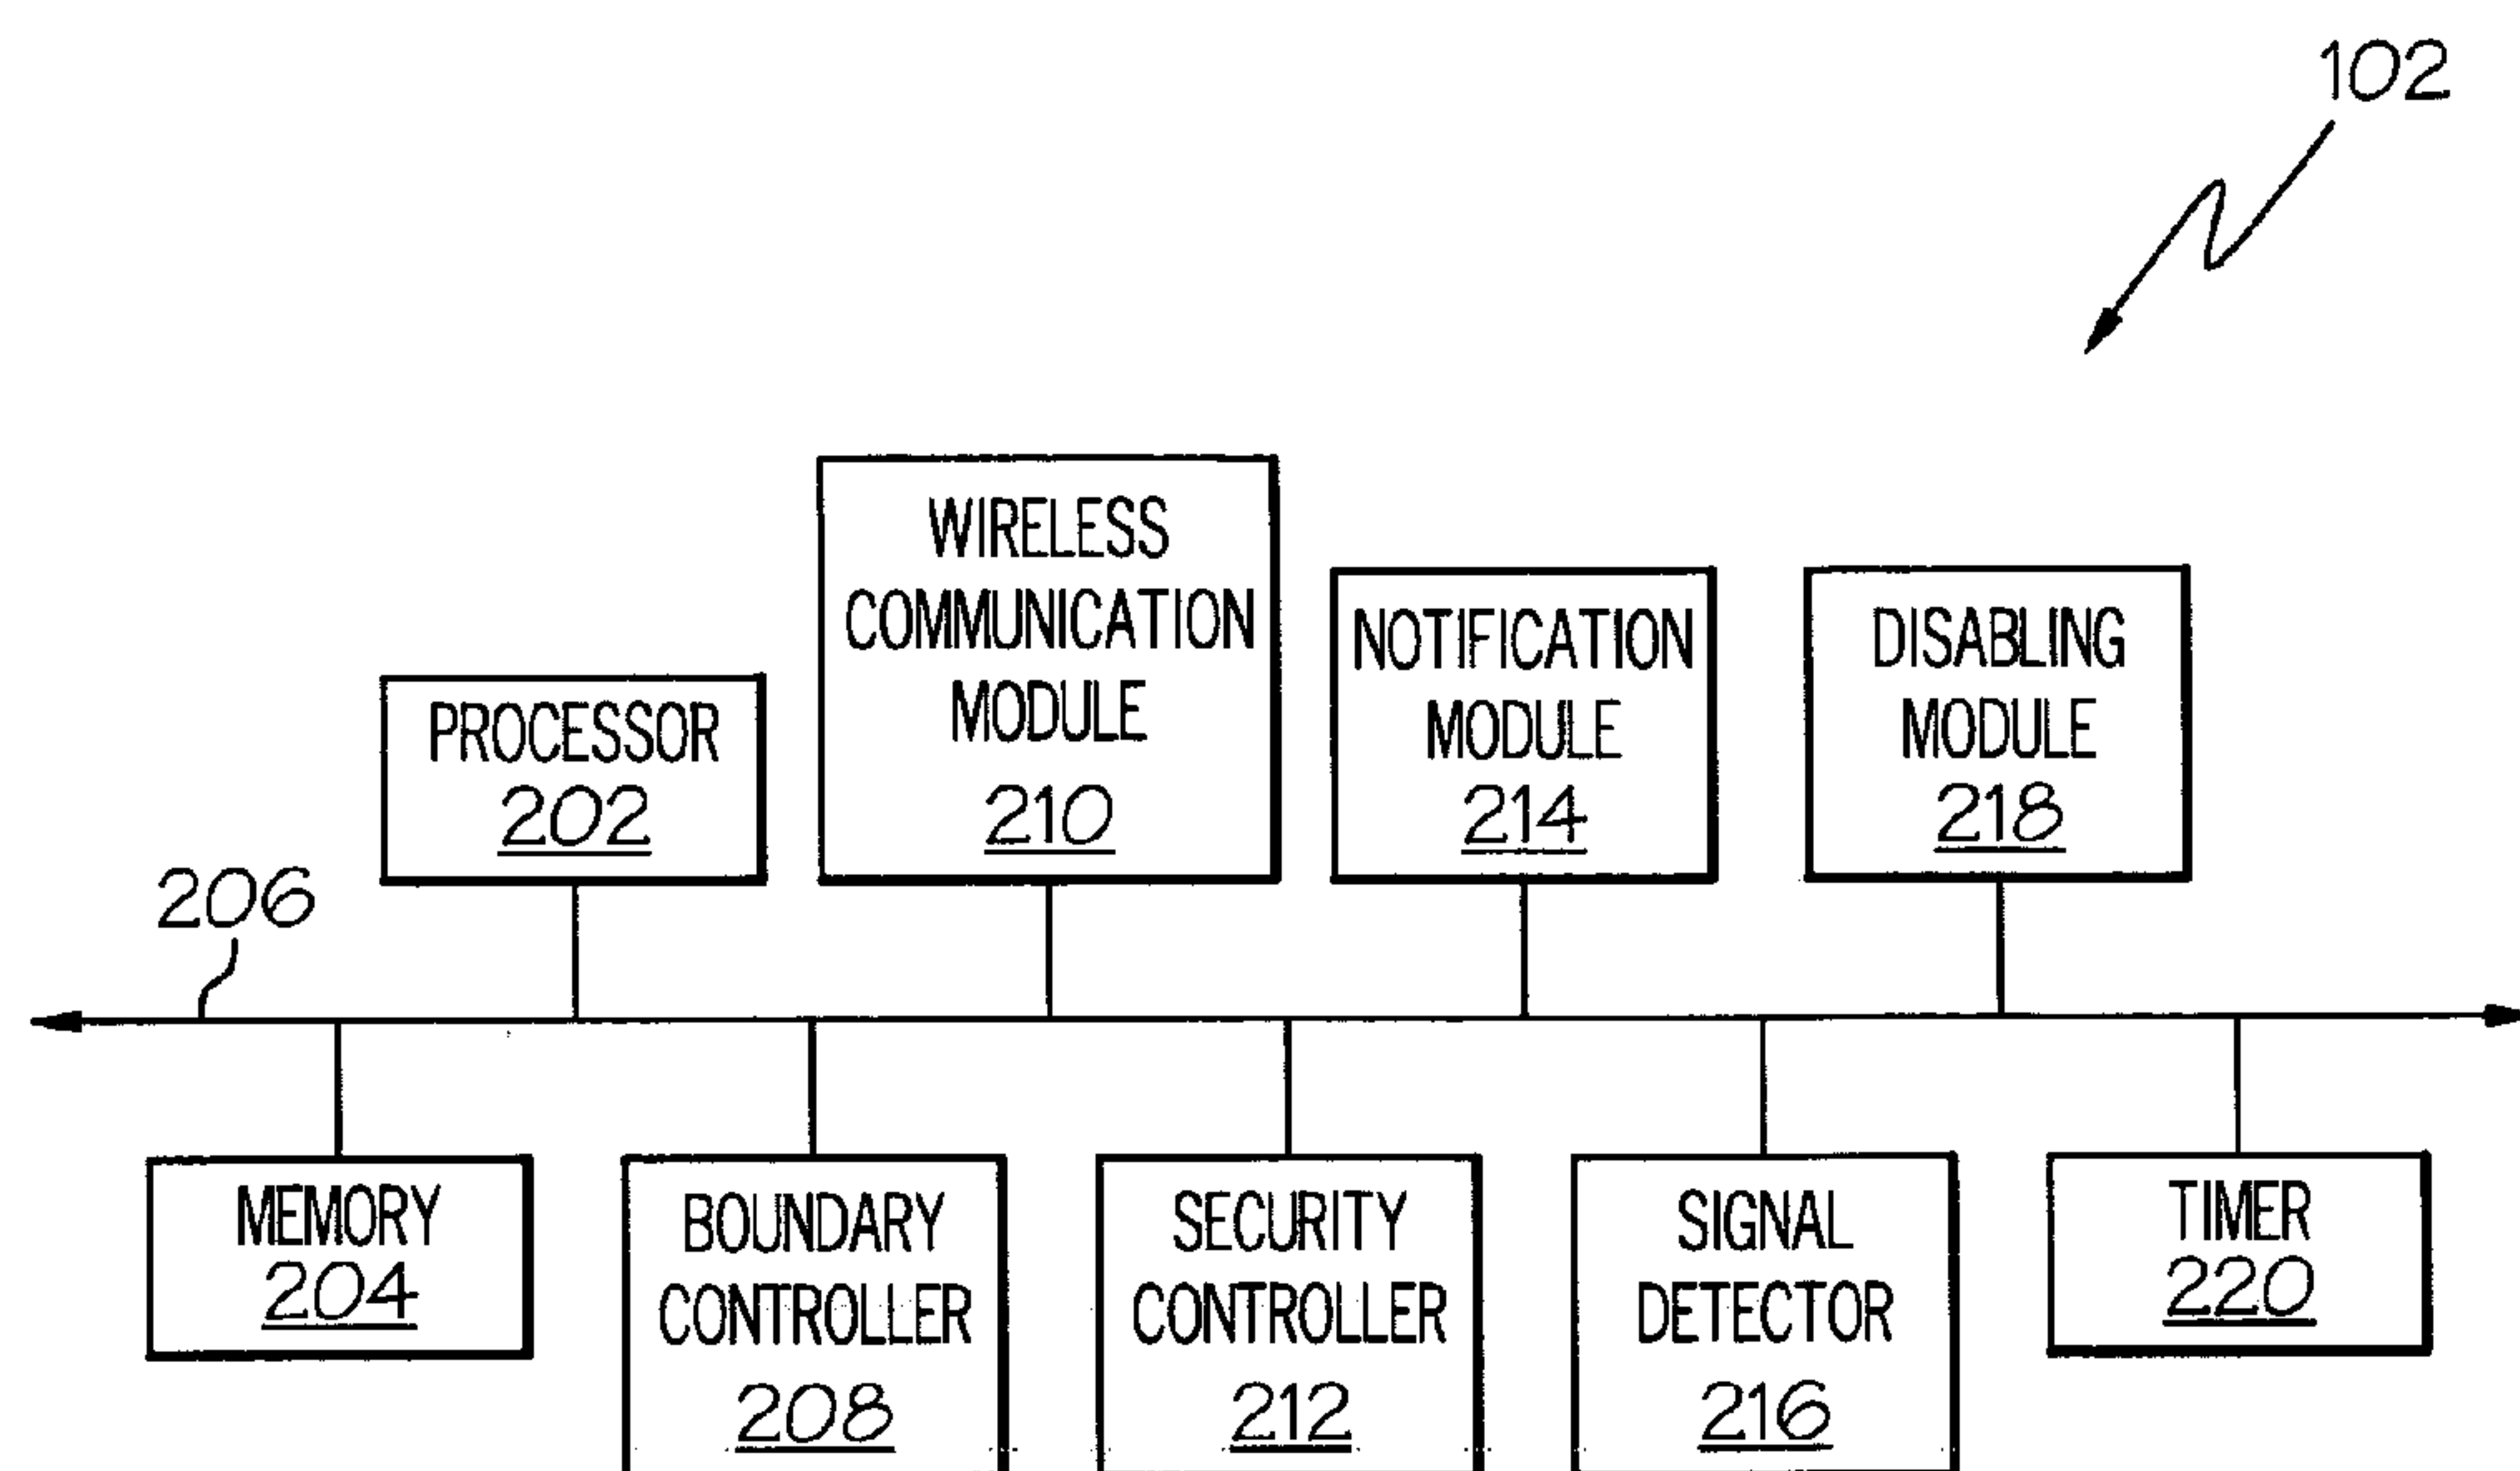 102
WIRELESS
COMMUNICATION
MODULE
210
NOTIFICATION
MODULE
214
DISABLING
MODULE
218
PROCESSOR
202
206
MEMORY
204
BOUNDARY
CONTROLLER
208
SECURITY
CONTROLLER
212
SIGNAL
DETECTOR
216
TIMER
220